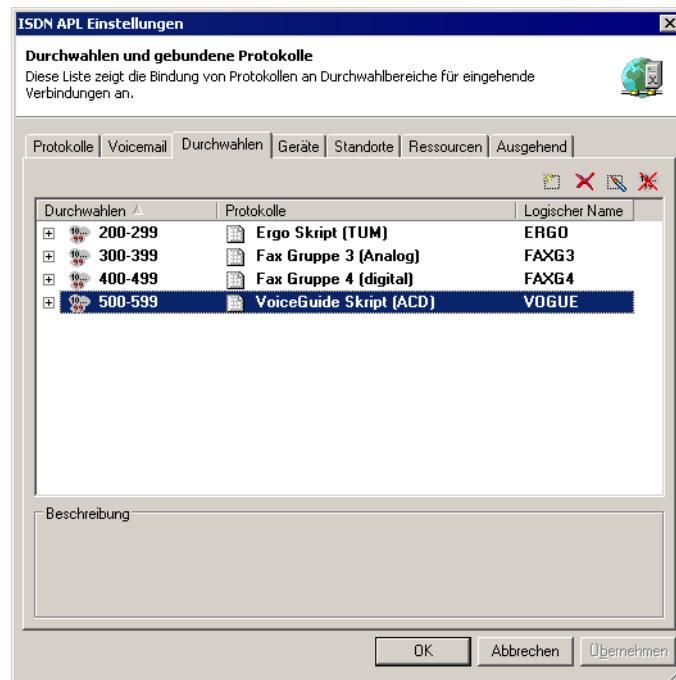 ISDN APL Einstellungen
Durchwahlen und gebundene Protokolle
Diese Liste zeigt die Bindung von Protokollen an Durchwahlbereiche für eingehende
Verbindungen an.
Protokolle Voicemail Durchwahlen Geräte Standorte Ressourcen Ausgehend
Durchwahlen Protokolle Logischer Name
200-299 Ergo Skript (TUM) ERGO
300-399 Fax Gruppe 3 (Analog) FAXG3
400-499 Fax Gruppe 4 (digital) FAXG4
500-599 VoiceGuide Skript (ACD) VOGUE
Beschreibung
OK Abbrechen Übernehmen